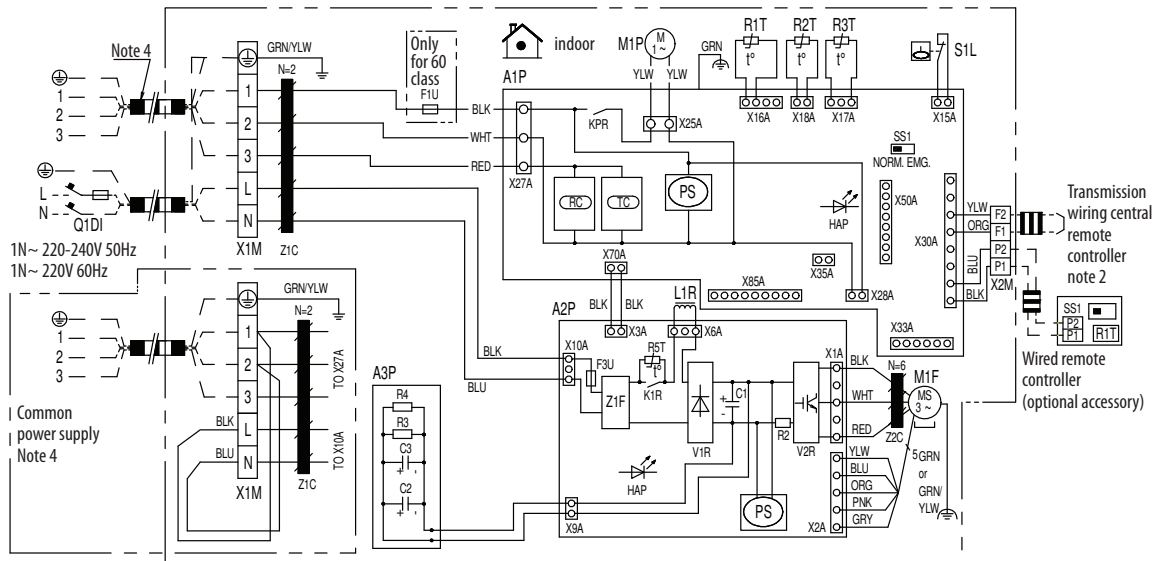 Note 4
GRN/YLW
X1M
N=2
1
2
3
1
2
3
L
N
L
N
Q1DI
X1M
Z1C
1N~ 220-240V 50Hz
1N~ 220V 60Hz
Only
for 60
class
F1U
BLK
WHT
RED
indoor
A1P
X27A
M1P
M
1 ~
YLW
YLW
GRN
KPR
X25A
R1T
t°
X16A
R2T
R3T
t°
X18A
X17A
S1L
X15A
SS1
NORM. EMG.
RC
TC
PS
HAP
X50A
X30A
X35A
X28A
X70A
X85A
X33A
YLW
ORG
BLU
BLK
F2
F1
P2
P1
X2M
Transmission
wiring central
remote
controller
note 2
SS1
P2
P1
R1T
Wired remote
controller
(optional accessory)
BLK
BLK
L1R
A2P
X3A
X6A
X10A
BLK
BLU
F3U
Z1F
R5T
t°
K1R
V1R
+
-
C1
R2
V2R
X1A
BLK
WHT
RED
N=6
Z2C
M1F
MS
3 ~
5
GRN
or
GRN/
YLW
YLW
BLU
ORG
PNK
GRY
X2A
HAP
PS
X9A
A3P
R4
R3
C3
+
-
C2
+
-
GRN/YLW
N=2
1
2
3
1
2
3
L
N
BLK
BLU
X1M
Z1C
TO X27A
TO X10A
Common
power supply
Note 4